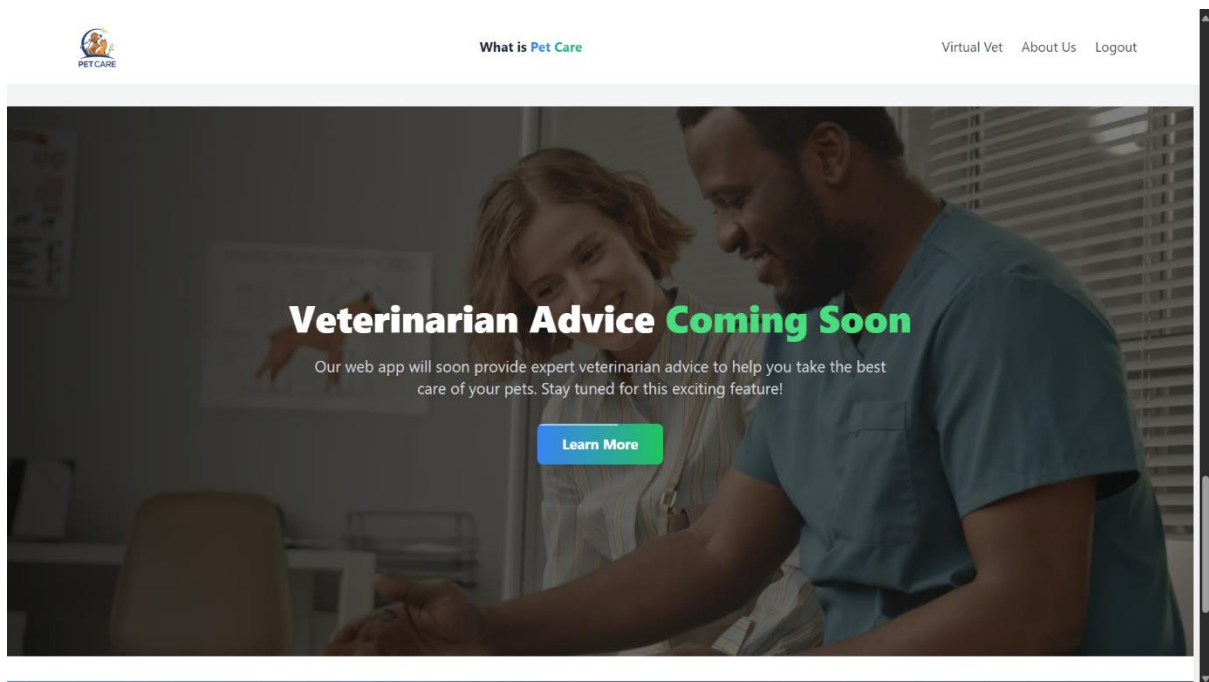 PET CARE
What is Pet Care
Virtual Vet About Us Logout
Veterinarian Advice Coming Soon
Our web app will soon provide expert veterinarian advice to help you take the best
care of your pets. Stay tuned for this exciting feature!
Learn More